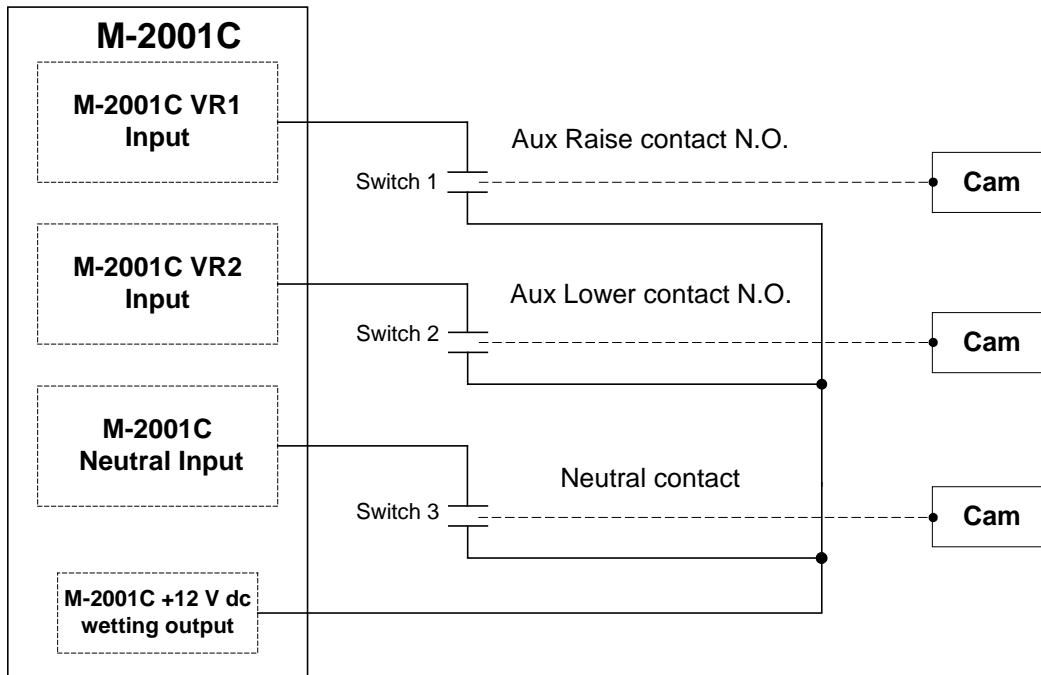 M-2001C
M-2001C VR1
Input
Aux Raise contact N.O.
Switch 1
Cam
M-2001C VR2
Input
Aux Lower contact N.O.
Switch 2
Cam
M-2001C
Neutral Input
Neutral contact
Switch 3
Cam
M-2001C +12 V dc
wetting output